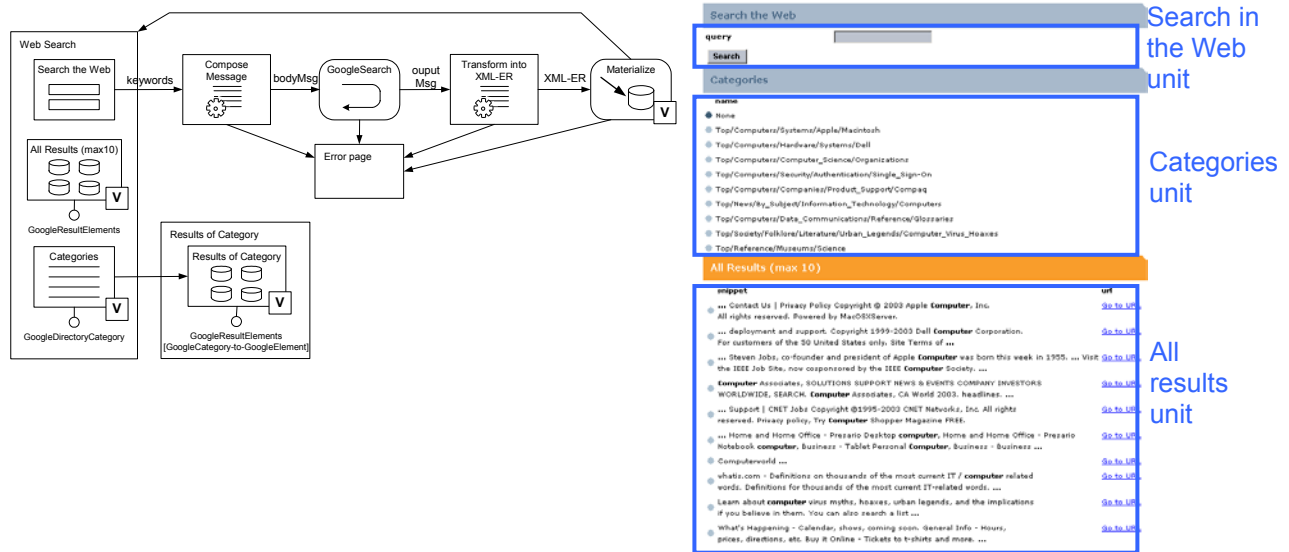 Web Search
Search the Web
keywords
Compose
Message
bodyMsg
GoogleSearch
ouput
Msg
Transform into
XML-ER
XML-ER
Materialize
V
Error page
All Results (max10)
V
GoogleResultElements
Categories
V
GoogleDirectoryCategory
Results of Category
Results of Category
V
GoogleResultElements
[GoogleCategory-to-GoogleElement]
Search the Web
query
Search
Search in
the Web
unit
Categories
name
None
Top/Computers/Systems/Apple/Macintosh
Top/Computers/Hardware/Systems/Dell
Top/Computers/Computer_Science/Organizations
Top/Computers/Security/Authentication/Single_Sign-On
Top/Computers/Companies/Product_Support/Compaq
Top/News/By_Subject/Information_Technology/Computers
Top/Computers/Data_Communications/Reference/Glossaries
Top/Society/Folklore/Literature/Urban_Legends/Computer_Virus_Hoaxes
Top/Reference/Museums/Science
Categories
unit
All Results (max 10)
snippet url
... Contact Us | Privacy Policy Copyright © 2003 Apple Computer, Inc. Go to UR
All rights reserved. Powered by MacOSXServer.
... deployment and support. Copyright 1999-2003 Dell Computer Corporation. Go to UR
For customers of the 50 United States only. Site Terms of ...
... Steven Jobs, co-founder and president of Apple Computer was born this week in 1955. ... Visit Go to UR
the IEEE Job Site, now cosponsored by the IEEE Computer Society. ...
Computer Associates, SOLUTIONS SUPPORT NEWS & EVENTS COMPANY INVESTORS Go to UR
WORLDWIDE, SEARCH. Computer Associates, CA World 2003. headlines. ...
... Support | CNET Jobs Copyright ©1995-2003 CNET Networks, Inc. All rights Go to UR
reserved. Privacy policy, Try Computer Shopper Magazine FREE.
... Home and Home Office - Presario Desktop computer, Home and Home Office - Presario Go to UR
Notebook computer, Business - Tablet Personal Computer, Business - Business ...
Computerworld ... Go to UR
whatis.com - Definitions on thousands of the most current IT / computer related Go to UR
words. Definitions for thousands of the most current IT-related words. ...
Learn about computer virus myths, hoaxes, urban legends, and the implications Go to UR
if you believe in them. You can also search a list ...
What's Happening - Calendar, shows, coming soon. General Info - Hours, Go to UR
prices, directions, etc. Buy it Online - Tickets to t-shirts and more. ...
All
results
unit